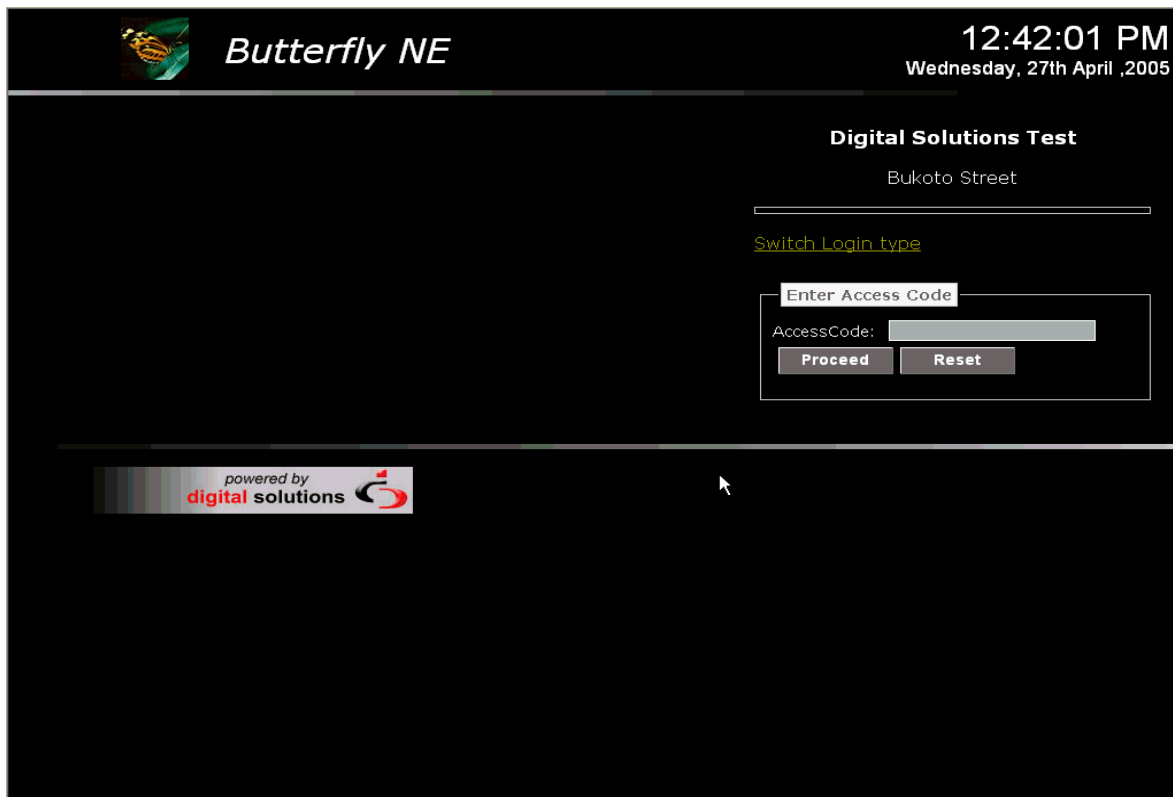 Butterfly NE
12:42:01 PM
Wednesday, 27th April ,2005
Digital Solutions Test
Bukoto Street
Switch Login type
Enter Access Code
AccessCode:
Proceed Reset
powered by
digital solutions